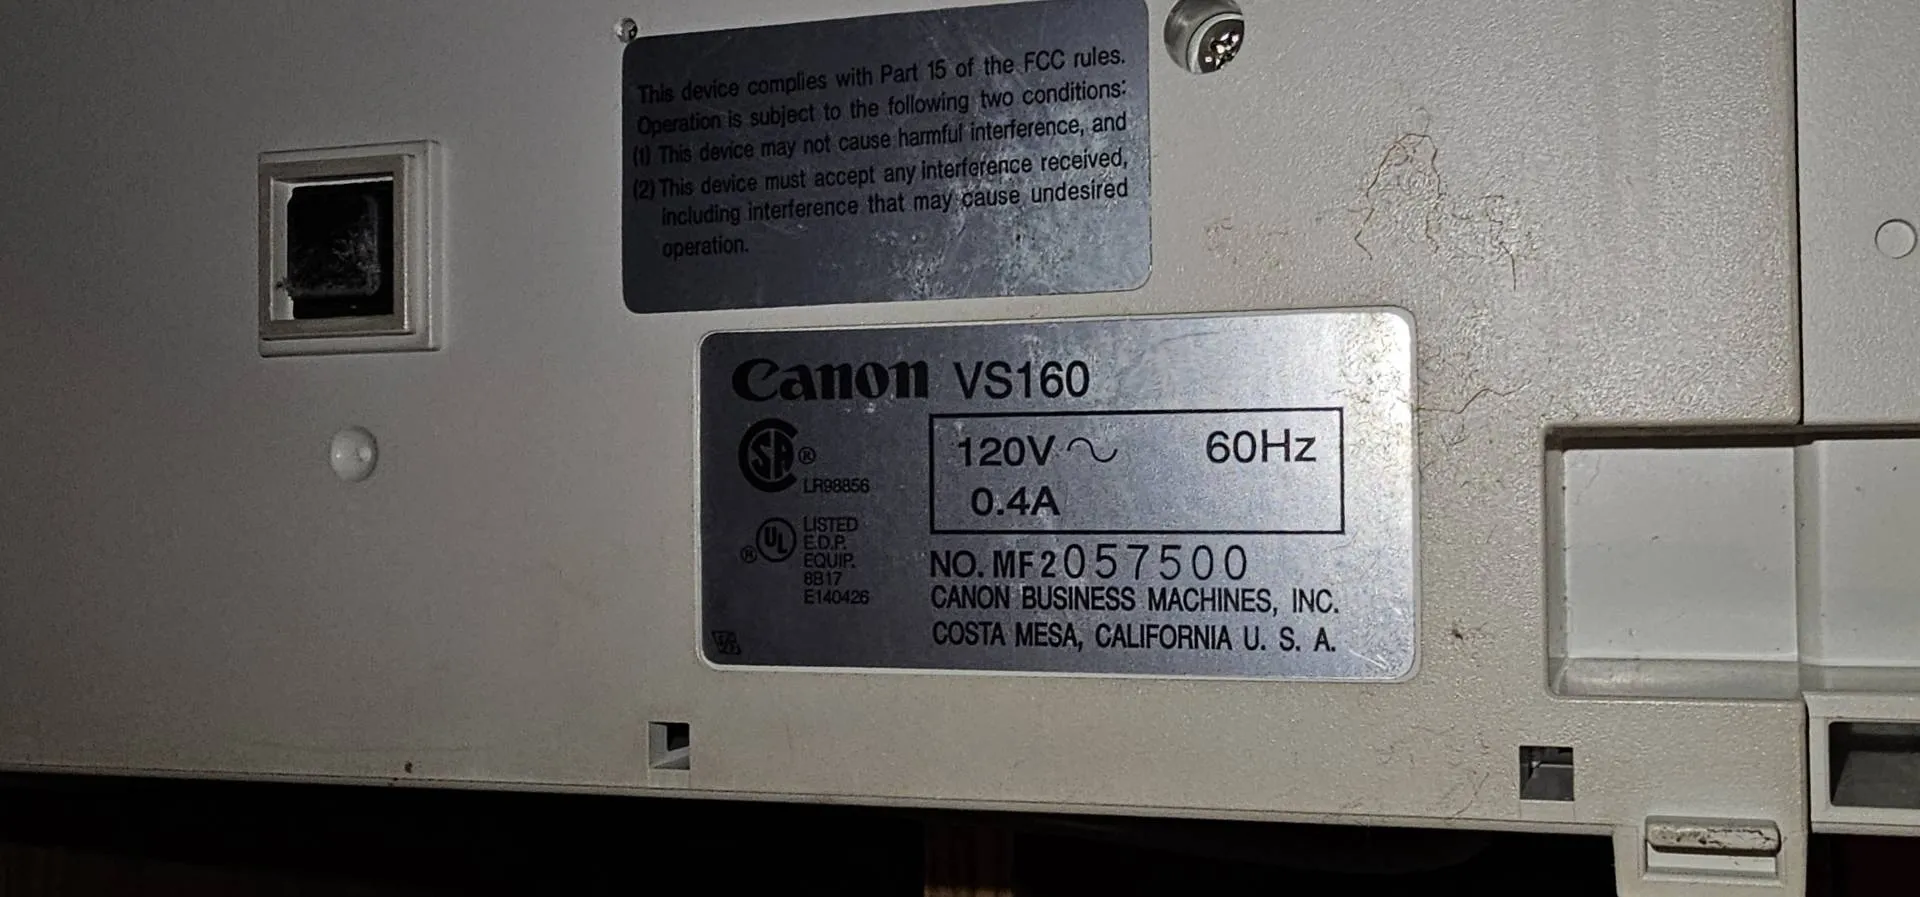 This device complies with Part 15 of the FCC rules.
Operation is subject to the following two conditions:
(1) This device may not cause harmful interference, and
(2) This device must accept any interference received,
including interference that may cause undesired
operation.
Canon VS160
SA ®
LR98856
120V ~ 60Hz
0.4A
® UL
LISTED
E.D.P.
EQUIP.
8B17
E140426
NO. MF2057500
CANON BUSINESS MACHINES, INC.
COSTA MESA, CALIFORNIA U. S. A.